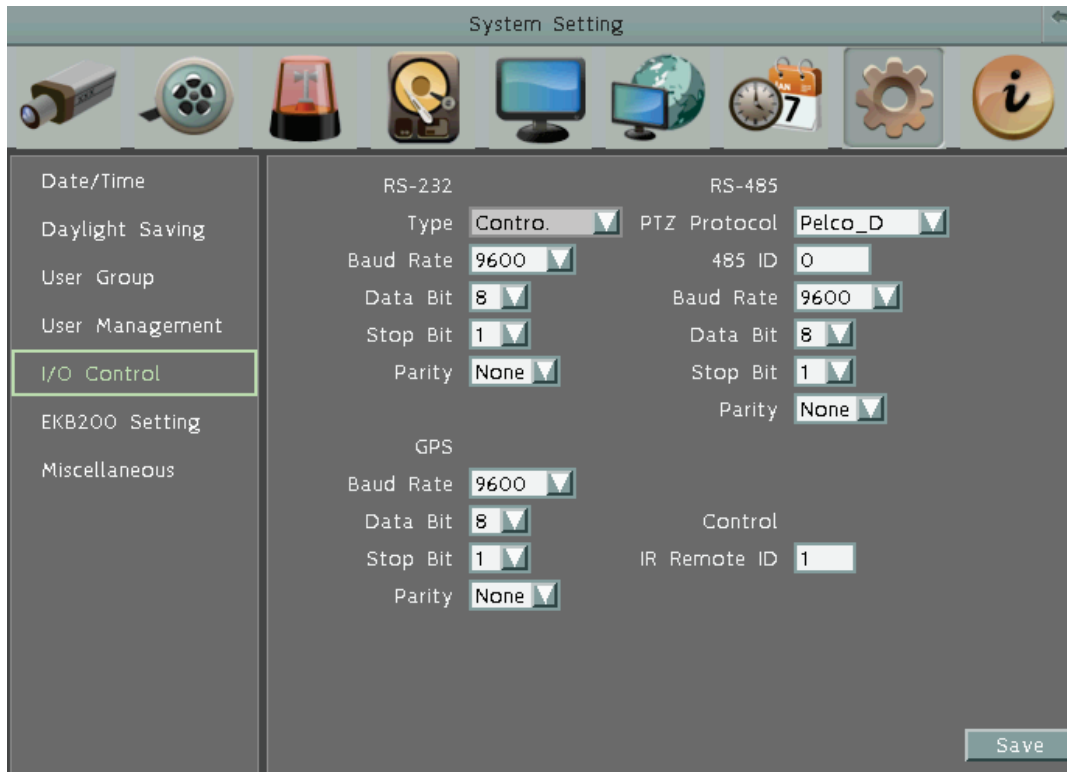 System Setting
JAN
7
i
Date/Time
Daylight Saving
User Group
User Management
I/O Control
EKB200 Setting
Miscellaneous
RS-232
Type Contro.
Baud Rate 9600
Data Bit 8
Stop Bit 1
Parity None
GPS
Baud Rate 9600
Data Bit 8
Stop Bit 1
Parity None
RS-485
PTZ Protocol Pelco_D
485 ID 0
Baud Rate 9600
Data Bit 8
Stop Bit 1
Parity None
Control
IR Remote ID 1
Save